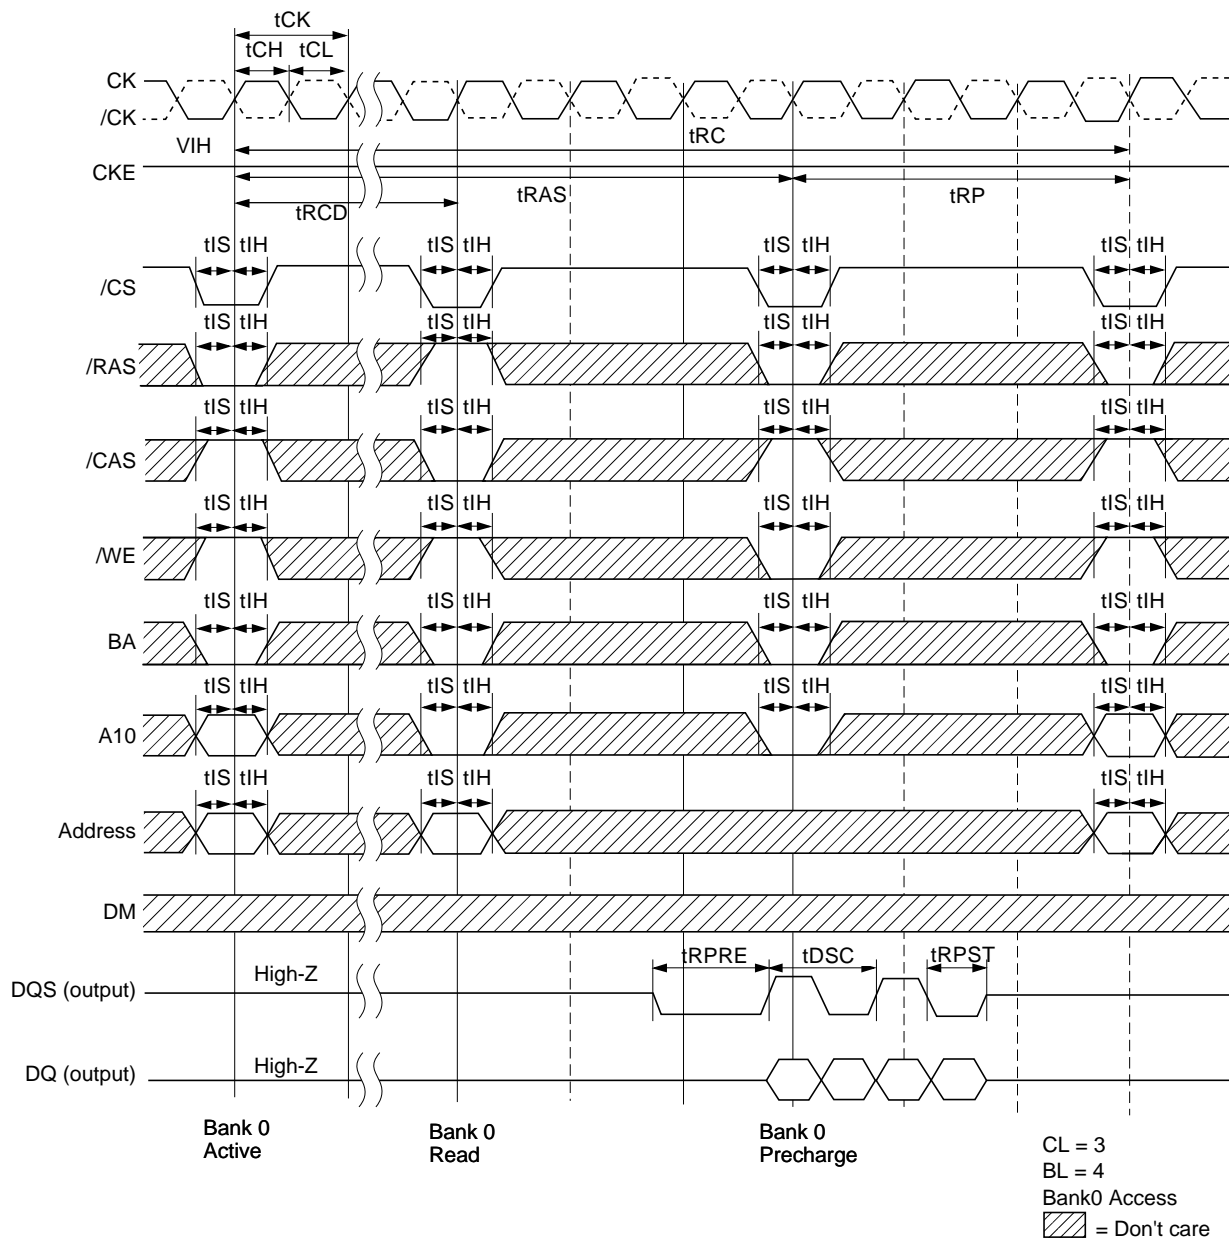 tCK
tCH tCL
CK
/CK
VIH
tRC
CKE
tRAS
tRP
tRCD
tIS tIH tIS tIH tIS tIH tIS tIH
/CS
tIS tIH tIS tIH tIS tIH tIS tIH
/RAS
tIS tIH tIS tIH tIS tIH tIS tIH
/CAS
tIS tIH tIS tIH tIS tIH tIS tIH
/WE
tIS tIH tIS tIH tIS tIH tIS tIH
BA
tIS tIH tIS tIH tIS tIH tIS tIH
A10
tIS tIH tIS tIH tIS tIH
Address
DM
tRPRE tDSC tRPST
High-Z
DQS (output)
High-Z
DQ (output)
Bank 0
Active
Bank 0
Read
Bank 0
Precharge
CL = 3
BL = 4
Bank0 Access
= Don't care